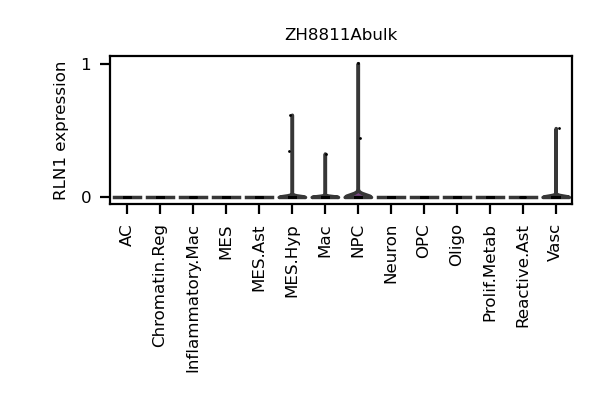 ZH8811Abulk
RLN1 expression
1
0
AC
Chromatin.Reg
Inflammatory.Mac
MES
MES.Ast
MES.Hyp
Mac
NPC
Neuron
OPC
Oligo
Prolif.Metab
Reactive.Ast
Vasc